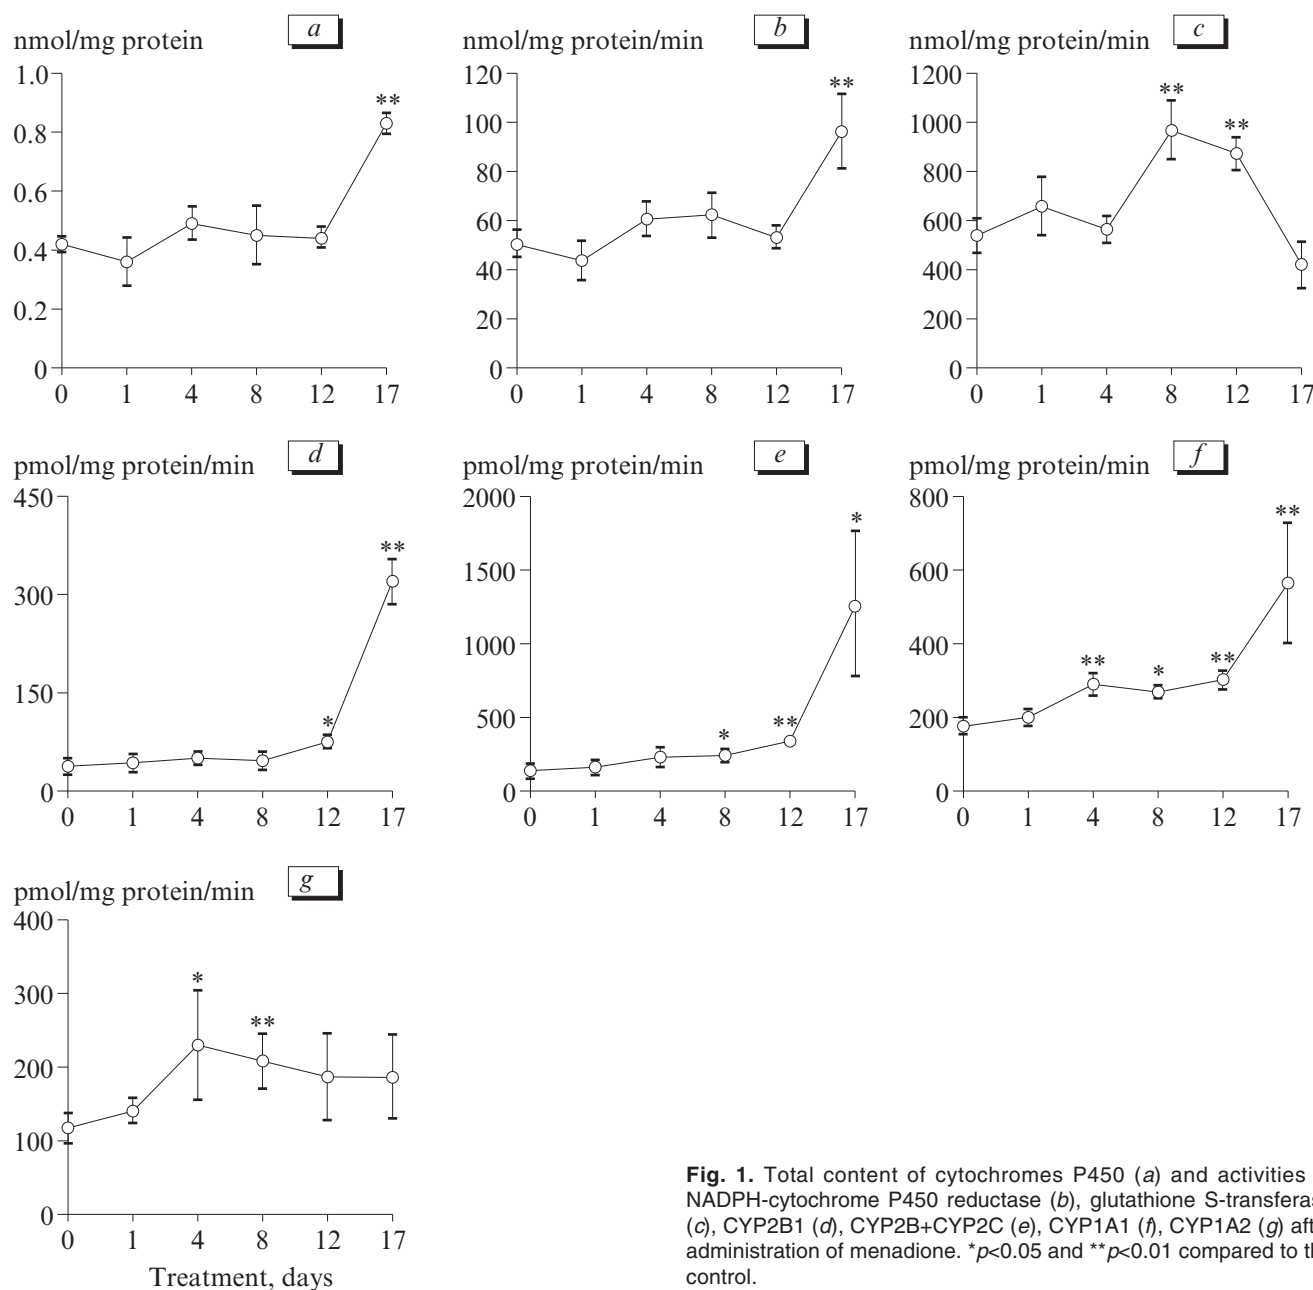 a
nmol/mg protein
1.0
0.8
0.6
0.4
0.2
0
**
0 1 4 8 12 17
b
nmol/mg protein/min
120
100
80
60
40
20
0
**
0 1 4 8 12 17
c
nmol/mg protein/min
1200
1000
800
600
400
200
0
** **
0 1 4 8 12 17
d
pmol/mg protein/min
450
300
150
0
* **
0 1 4 8 12 17
e
pmol/mg protein/min
2000
1500
1000
500
0
* ** *
0 1 4 8 12 17
f
pmol/mg protein/min
800
600
400
200
0
** * ** **
0 1 4 8 12 17
g
pmol/mg protein/min
400
300
200
100
0
* **
0 1 4 8 12 17
Treatment, days
Fig. 1. Total content of cytochromes P450 (a) and activities
NADPH-cytochrome P450 reductase (b), glutathione S-transferas
(c), CYP2B1 (d), CYP2B+CYP2C (e), CYP1A1 (f), CYP1A2 (g) aft
administration of menadione. *p<0.05 and **p<0.01 compared to th
control.